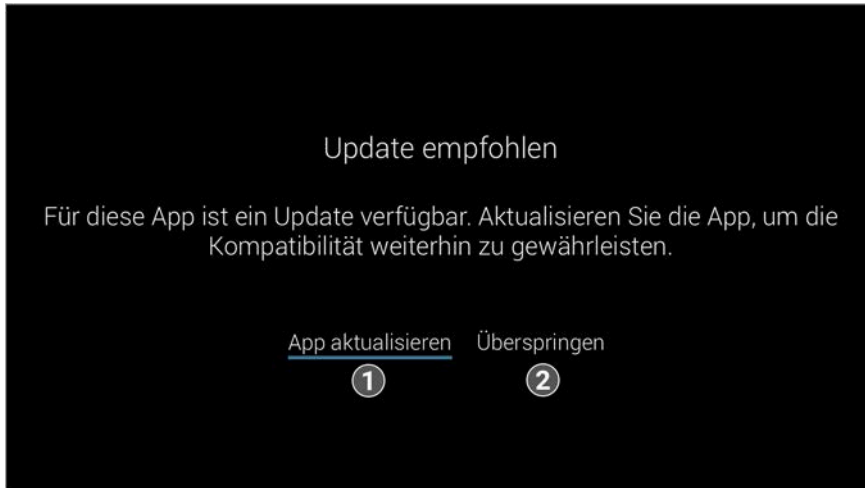 Update empfohlen
Für diese App ist ein Update verfügbar. Aktualisieren Sie die App, um die
Kompatibilität weiterhin zu gewährleisten.
App aktualisieren Überspringen
1 2